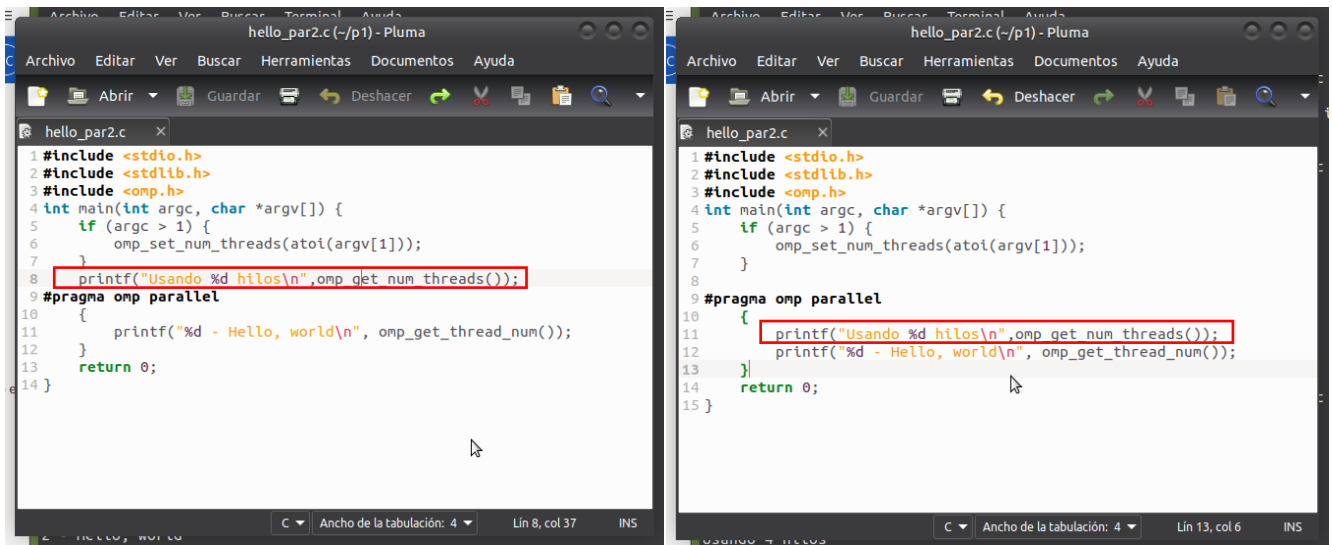 Archivo Editar Ver Buscar Terminal Ayuda
hello_par2.c (~/p1) - Pluma
Archivo Editar Ver Buscar Herramientas Documentos Ayuda
Abrir Guardar Deshacer
hello_par2.c
1 #include <stdio.h>
2 #include <stdlib.h>
3 #include <omp.h>
4 int main(int argc, char *argv[]) {
5     if (argc > 1) {
6         omp_set_num_threads(atoi(argv[1]));
7     }
8     printf("Usando %d hilos\n",omp_get_num_threads());
9 #pragma omp parallel
10     {
11         printf("%d - Hello, world\n", omp_get_thread_num());
12     }
13     return 0;
14 }
C Ancho de la tabulación: 4 Lín 8, col 37 INS
2 - Hello, world
Archivo Editar Ver Buscar Terminal Ayuda
hello_par2.c (~/p1) - Pluma
Archivo Editar Ver Buscar Herramientas Documentos Ayuda
Abrir Guardar Deshacer
hello_par2.c
1 #include <stdio.h>
2 #include <stdlib.h>
3 #include <omp.h>
4 int main(int argc, char *argv[]) {
5     if (argc > 1) {
6         omp_set_num_threads(atoi(argv[1]));
7     }
8
9 #pragma omp parallel
10     {
11         printf("Usando %d hilos\n",omp_get_num_threads());
12         printf("%d - Hello, world\n", omp_get_thread_num());
13     }
14     return 0;
15 }
C Ancho de la tabulación: 4 Lín 13, col 6 INS
Usando 4 hilos